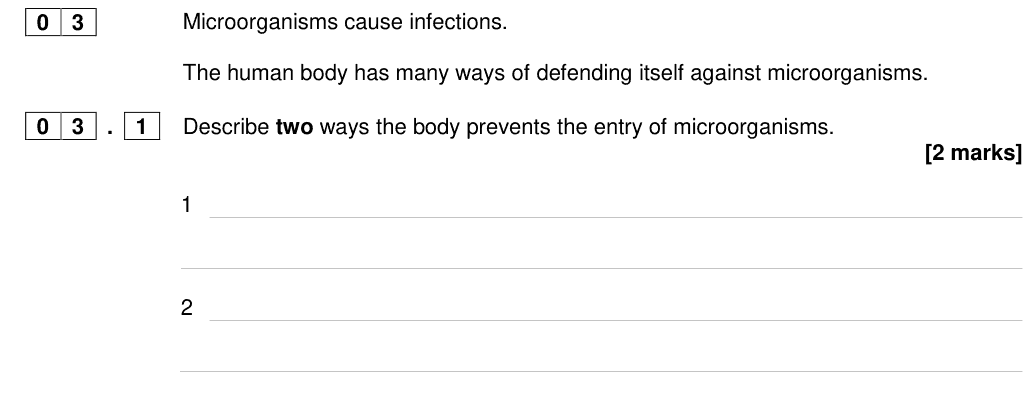 0 3 Microorganisms cause infections.
The human body has many ways of defending itself against microorganisms.
0 3 . 1 Describe two ways the body prevents the entry of microorganisms.
[2 marks]
1
2